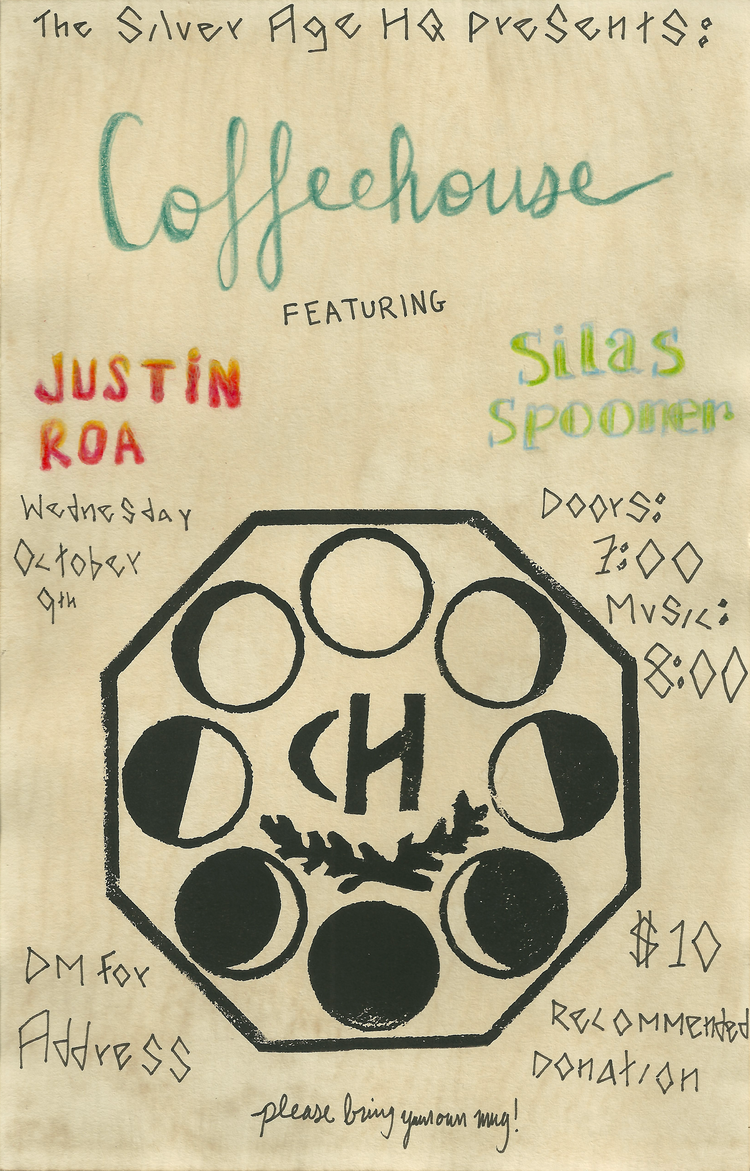 The Silver Age HQ Presents:
Coffeehouse
FEATURING
JUSTIN
ROA
Silas
Spooner
Wednesday
October
9th
Doors:
7:00
Music:
8:00
CH
DM for
Address
$10
Recommended
Donation
please bring your own mug!